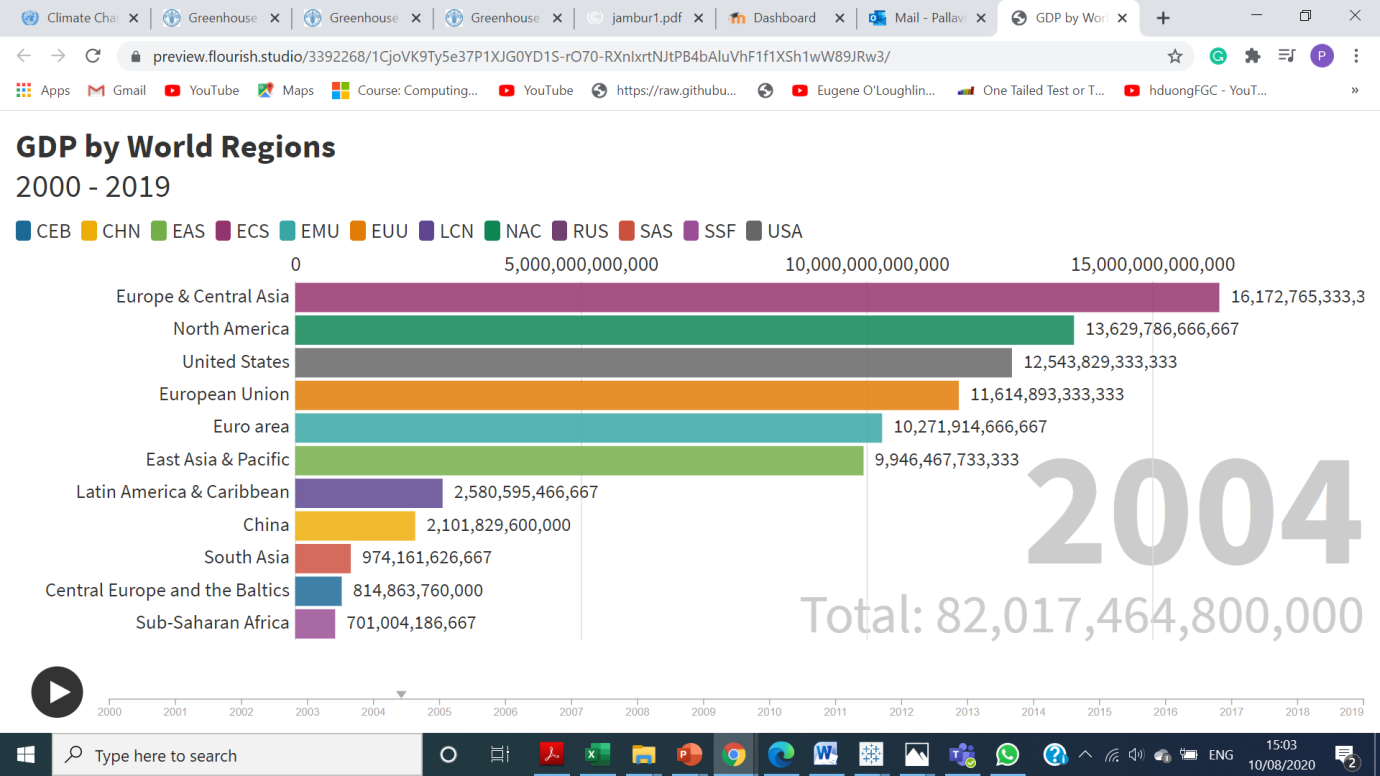 Climate Cha
Greenhouse
Greenhouse
Greenhouse
jambur1.pdf
Dashboard
Mail - Pallav
GDP by Worl
preview.flourish.studio/3392268/1CjoVK9Ty5e37P1XJG0YD1S-rO70-RXnIxrtNJtPB4bAluVhF1f1XSh1wW89JRw3/
P
Apps
Gmail
YouTube
Maps
Course: Computing...
YouTube
https://raw.githubu...
Eugene O'Loughlin...
One Tailed Test or T...
hduongFGC - YouT...
»
GDP by World Regions
2000 - 2019
CEB CHN EAS ECS EMU EUU LCN NAC RUS SAS SSF USA
0 5,000,000,000,000 10,000,000,000,000 15,000,000,000,000
Europe & Central Asia 16,172,765,333,3
North America 13,629,786,666,667
United States 12,543,829,333,333
European Union 11,614,893,333,333
Euro area 10,271,914,666,667
East Asia & Pacific 9,946,467,733,333
Latin America & Caribbean 2,580,595,466,667
China 2,101,829,600,000
South Asia 974,161,626,667
Central Europe and the Baltics 814,863,760,000
Sub-Saharan Africa 701,004,186,667
2004
Total: 82,017,464,800,000
2000 2001 2002 2003 2004 2005 2006 2007 2008 2009 2010 2011 2012 2013 2014 2015 2016 2017 2018 2019
Type here to search
ENG
15:03
10/08/2020
2